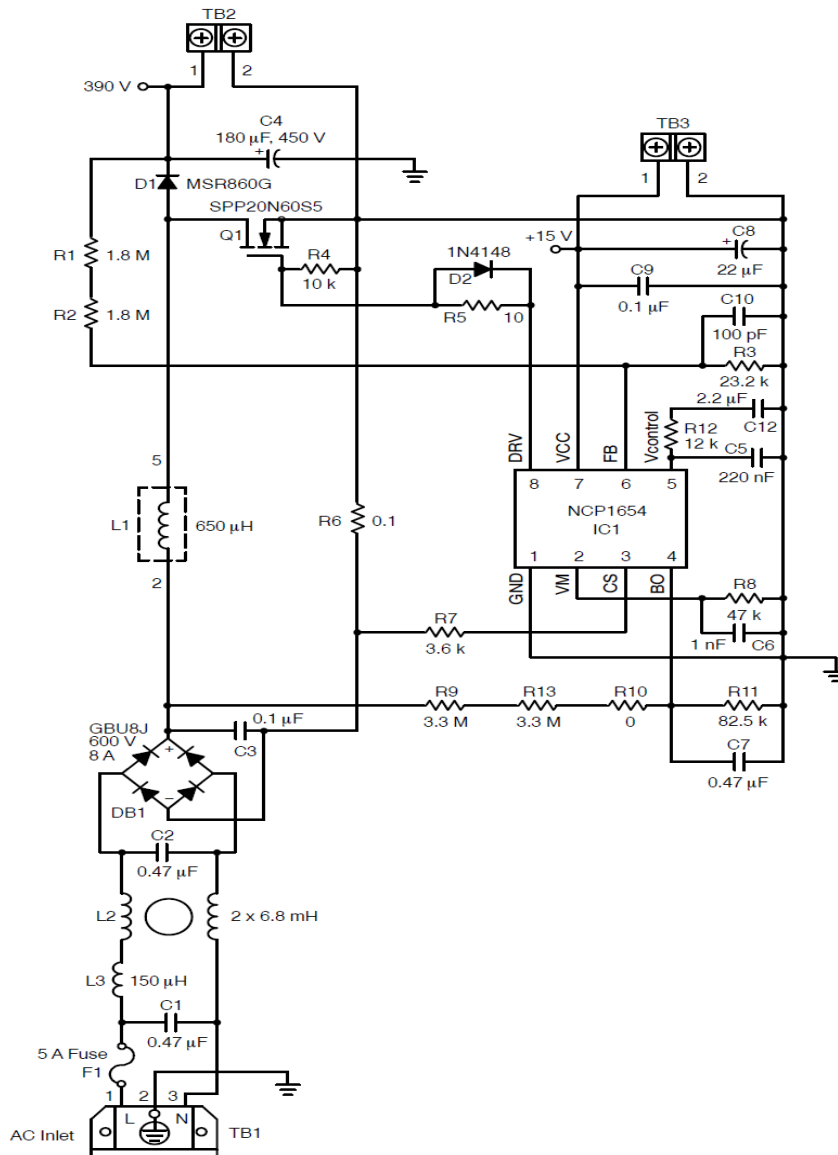 TB2
1 2
390 V
C4
180 µF, 450 V
+
D1 MSR860G
SPP20N60S5
Q1
R4
10 k
R1 1.8 M
R2 1.8 M
TB3
1 2
+15 V
C8
+
22 µF
C9
0.1 µF
1N4148
D2
R5 10
C10
100 pF
R3
23.2 k
2.2 µF
C12
R12
12 k
C5
220 nF
DRV
VCC
FB
Vcontrol
8 7 6 5
NCP1654
IC1
1 2 3 4
GND
VM
CS
BO
5
L1 650 µH
2
R6 0.1
R8
47 k
1 nF C6
R7
3.6 k
R9
3.3 M
R13
3.3 M
R10
0
R11
82.5 k
C7
0.47 µF
GBU8J
600 V
8 A
0.1 µF
C3
+
−
DB1
C2
0.47 µF
L2 2 x 6.8 mH
L3 150 µH
C1
0.47 µF
5 A Fuse
F1
1 2 3
L N
AC Inlet
TB1